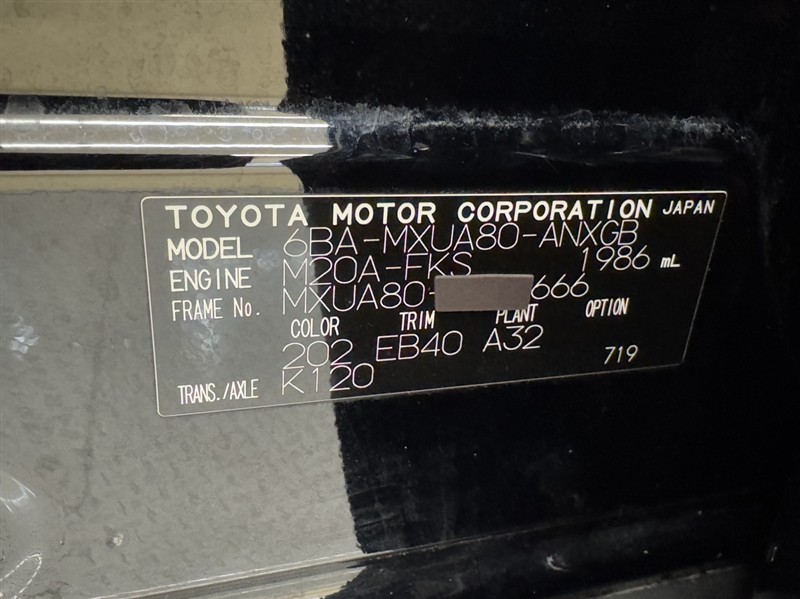 TOYOTA MOTOR CORPORATION JAPAN
MODEL 6BA-MXUA80-ANXGB
ENGINE M20A-FKS 1986 mL
FRAME No. MXUA80- 666
COLOR TRIM PLANT OPTION
202 EB40 A32 719
TRANS./AXLE K120